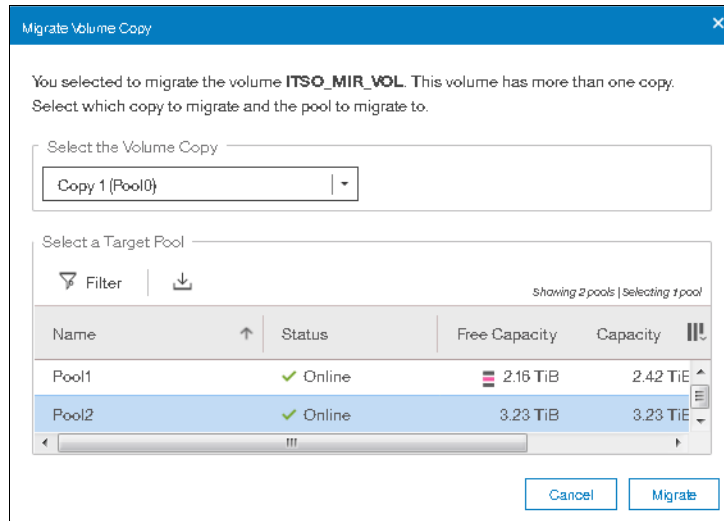 Migrate Volume Copy
You selected to migrate the volume ITSO_MIR_VOL. This volume has more than one copy.
Select which copy to migrate and the pool to migrate to.
Select the Volume Copy
Copy 1 (Pool0)
Select a Target Pool
Filter
Showing 2 pools | Selecting 1 pool
Name Status Free Capacity Capacity
Pool1 Online 2.16 TiB 2.42 TiB
Pool2 Online 3.23 TiB 3.23 TiB
Cancel Migrate